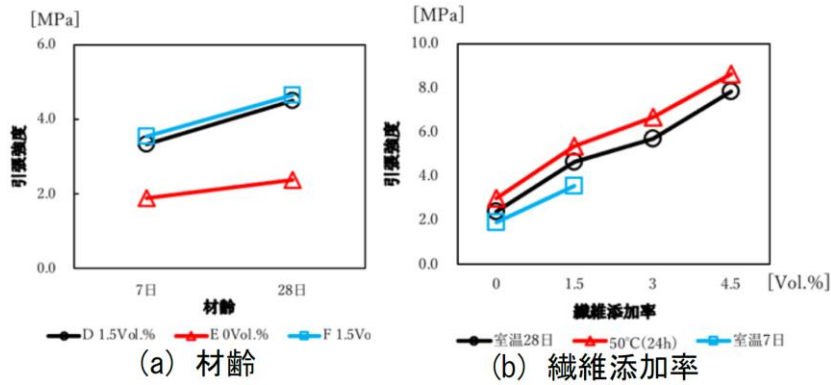 [MPa]
6.0
4.0
2.0
0.0
引張強度
7日 28日
材齢
D 1.5Vol.% E 0Vol.% F 1.5Vo
(a) 材齢
[MPa]
10.0
8.0
6.0
4.0
2.0
0.0
引張強度
0 1.5 3 4.5 [Vol.%]
繊維添加率
室温28日 50℃(24h) 室温7日
(b) 繊維添加率